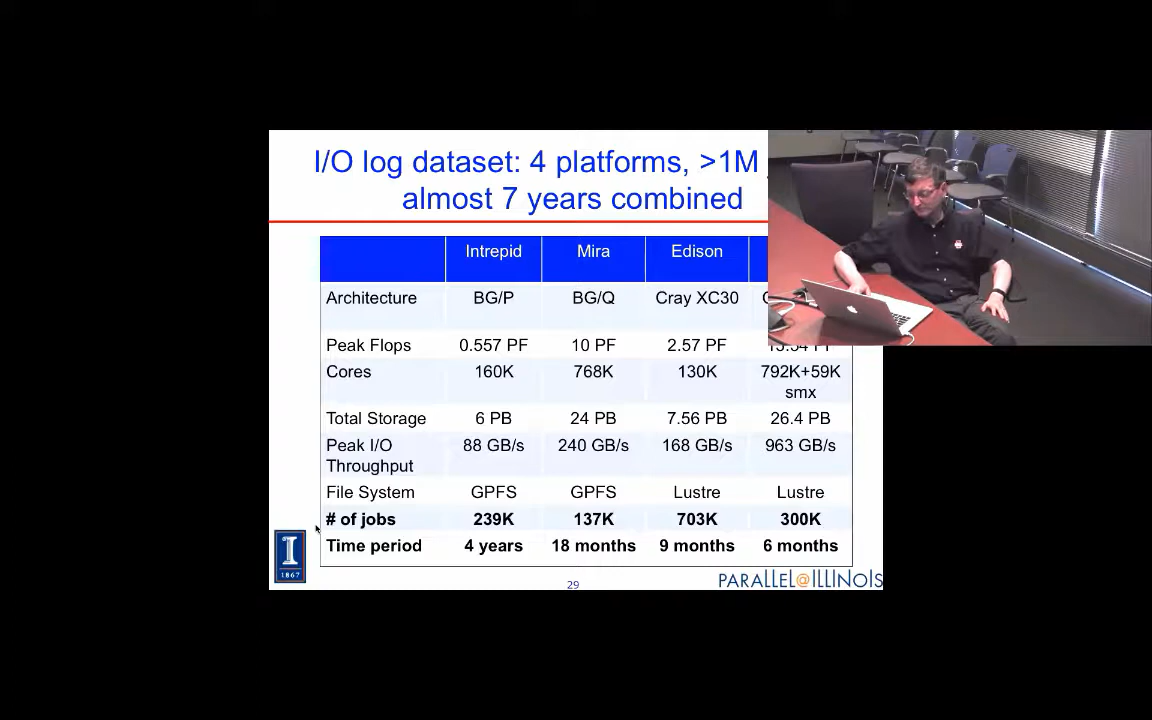 I/O log dataset: 4 platforms, >1M
almost 7 years combined
Intrepid Mira Edison
Architecture BG/P BG/Q Cray XC30
Peak Flops 0.557 PF 10 PF 2.57 PF
Cores 160K 768K 130K 792K+59K
smx
Total Storage 6 PB 24 PB 7.56 PB 26.4 PB
Peak I/O 88 GB/s 240 GB/s 168 GB/s 963 GB/s
Throughput
File System GPFS GPFS Lustre Lustre
# of jobs 239K 137K 703K 300K
Time period 4 years 18 months 9 months 6 months
I
1867
29
PARALLEL@ILLINOIS